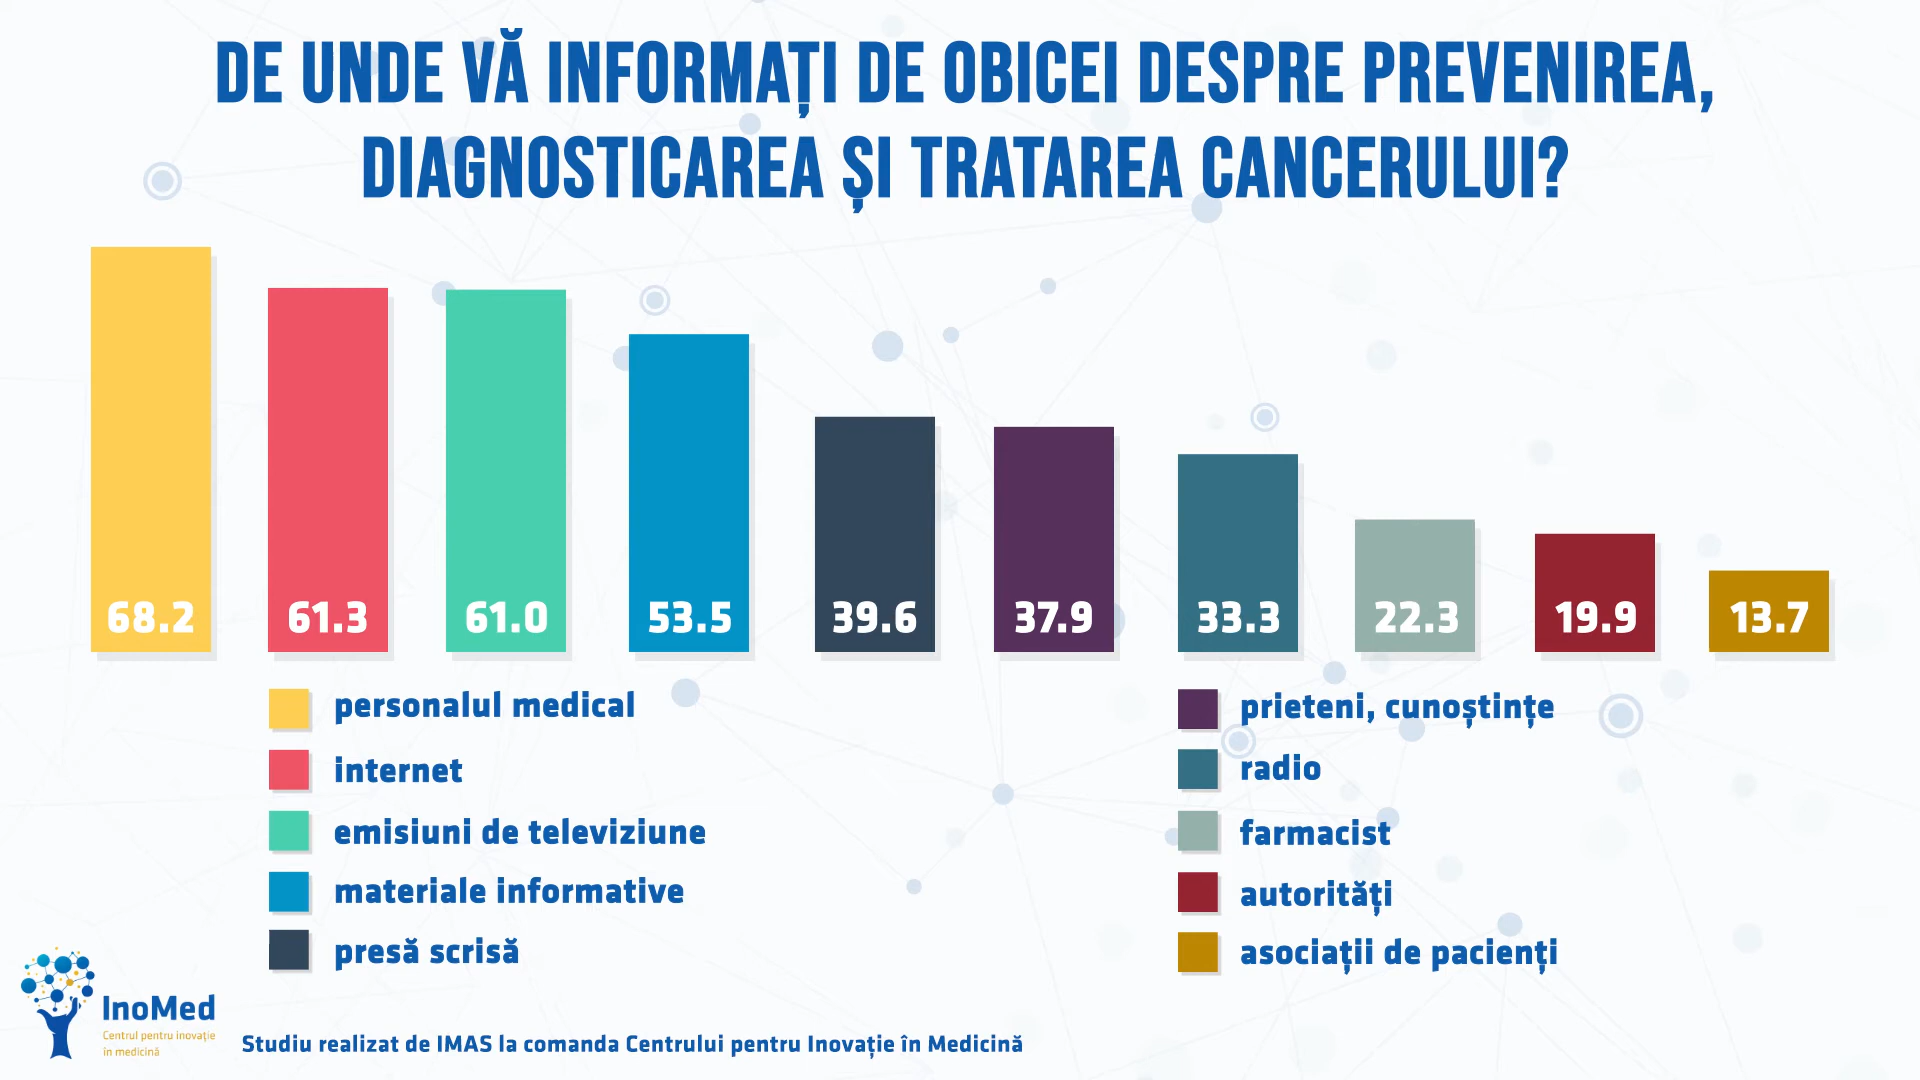 DE UNDE VĂ INFORMAȚI DE OBICEI DESPRE PREVENIREA,
DIAGNOSTICAREA ȘI TRATAREA CANCERULUI?
68.2
61.3
61.0
53.5
39.6
37.9
33.3
22.3
19.9
13.7
personalul medical
internet
emisiuni de televiziune
materiale informative
presă scrisă
prieteni, cunoștințe
radio
farmacist
autorități
asociații de pacienți
InoMed
Centrul pentru inovație
în medicină
Studiu realizat de IMAS la comanda Centrului pentru Inovație în Medicină